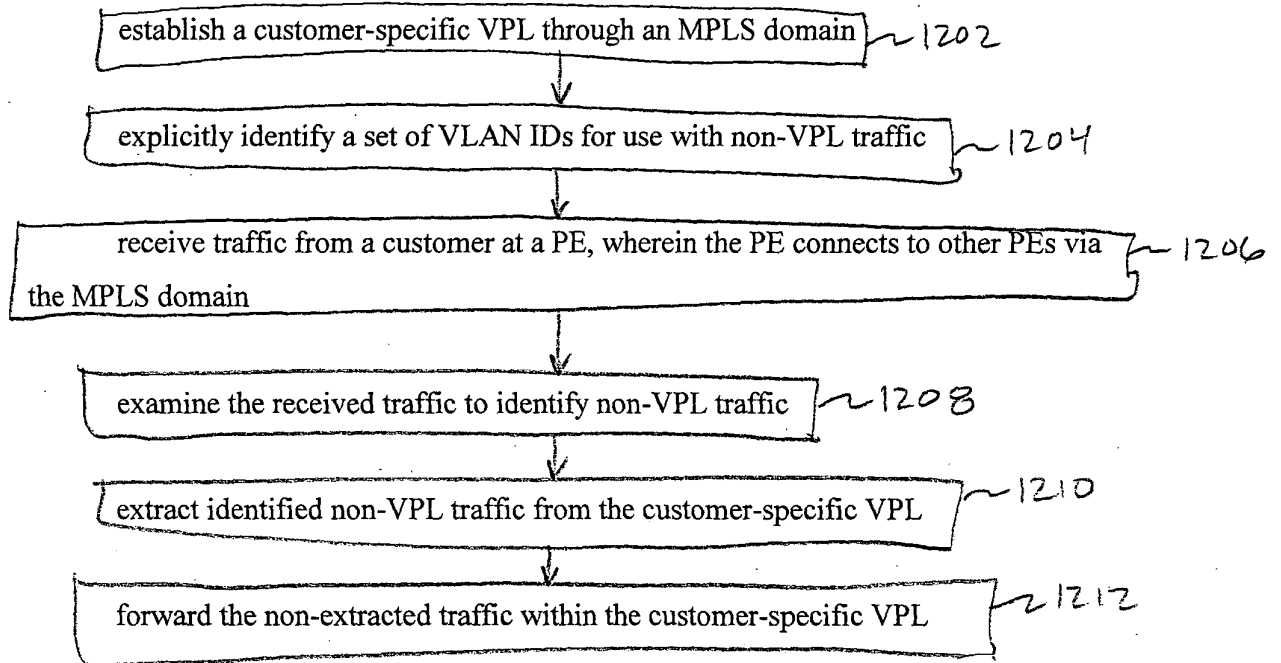 establish a customer-specific VPL through an MPLS domain 1202
explicitly identify a set of VLAN IDs for use with non-VPL traffic 1204
receive traffic from a customer at a PE, wherein the PE connects to other PEs via 1206
the MPLS domain
examine the received traffic to identify non-VPL traffic 1208
extract identified non-VPL traffic from the customer-specific VPL 1210
forward the non-extracted traffic within the customer-specific VPL 1212